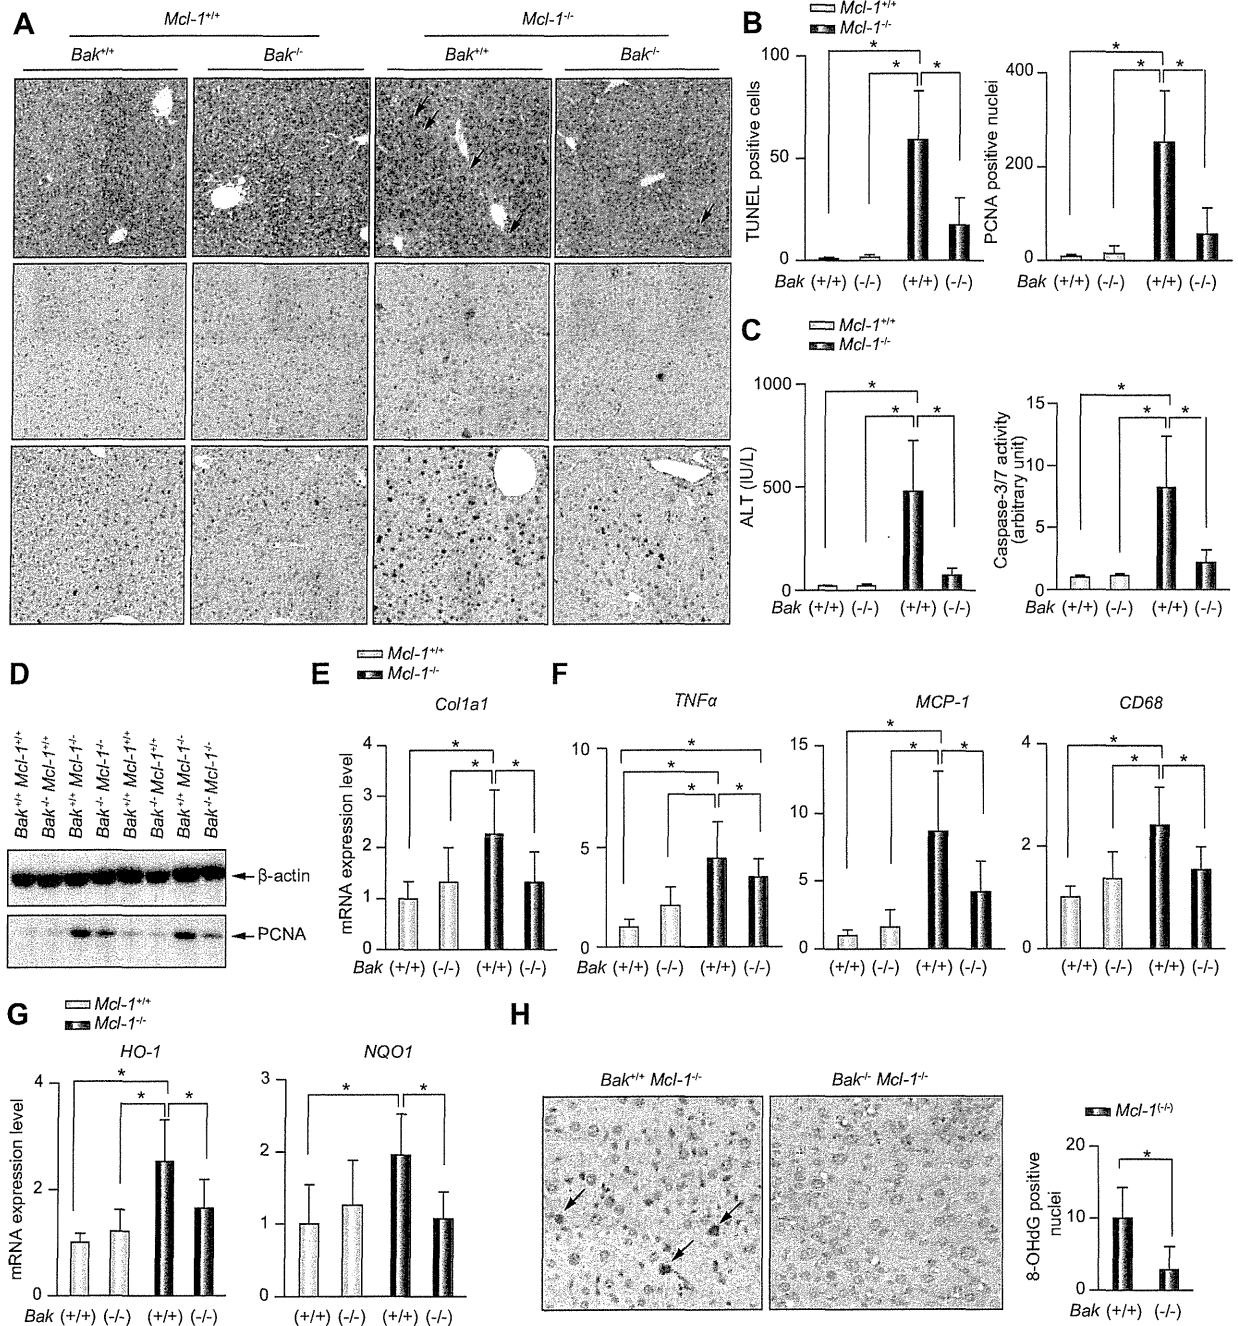 A
Mcl-1+/+
Mcl-1-/-
Bak+/+
Bak-/-
Bak+/+
Bak-/-
B
Mcl-1+/+
Mcl-1-/-
TUNEL positive cells
100
50
0
* * *
Bak (+/+) (-/-) (+/+) (-/-)
PCNA positive nuclei
400
200
0
* * *
(+/+) (-/-) (+/+) (-/-)
C
Mcl-1+/+
Mcl-1-/-
ALT (IU/L)
1000
500
0
* * *
Bak (+/+) (-/-) (+/+) (-/-)
Caspase-3/7 activity
(arbitrary unit)
15
10
5
0
* * *
(+/+) (-/-) (+/+) (-/-)
D
Bak+/+ Mcl-1+/+
Bak-/- Mcl-1+/+
Bak+/+ Mcl-1-/-
Bak-/- Mcl-1-/-
Bak+/+ Mcl-1+/+
Bak-/- Mcl-1+/+
Bak+/+ Mcl-1-/-
Bak-/- Mcl-1-/-
β-actin
PCNA
E
Mcl-1+/+
Mcl-1-/-
Col1a1
mRNA expression level
4
3
2
1
0
* * *
Bak (+/+) (-/-) (+/+) (-/-)
F
TNFα
10
5
0
* * * *
(+/+) (-/-) (+/+) (-/-)
MCP-1
15
10
5
0
* * *
(+/+) (-/-) (+/+) (-/-)
CD68
4
2
0
* * *
(+/+) (-/-) (+/+) (-/-)
G
Mcl-1+/+
Mcl-1-/-
HO-1
mRNA expression level
4
2
0
* * *
Bak (+/+) (-/-) (+/+) (-/-)
NQO1
3
2
1
0
* *
(+/+) (-/-) (+/+) (-/-)
H
Bak+/+ Mcl-1-/-
Bak-/- Mcl-1-/-
Mcl-1(-/-)
8-OHdG positive
nuclei
20
10
0
*
Bak (+/+) (-/-)